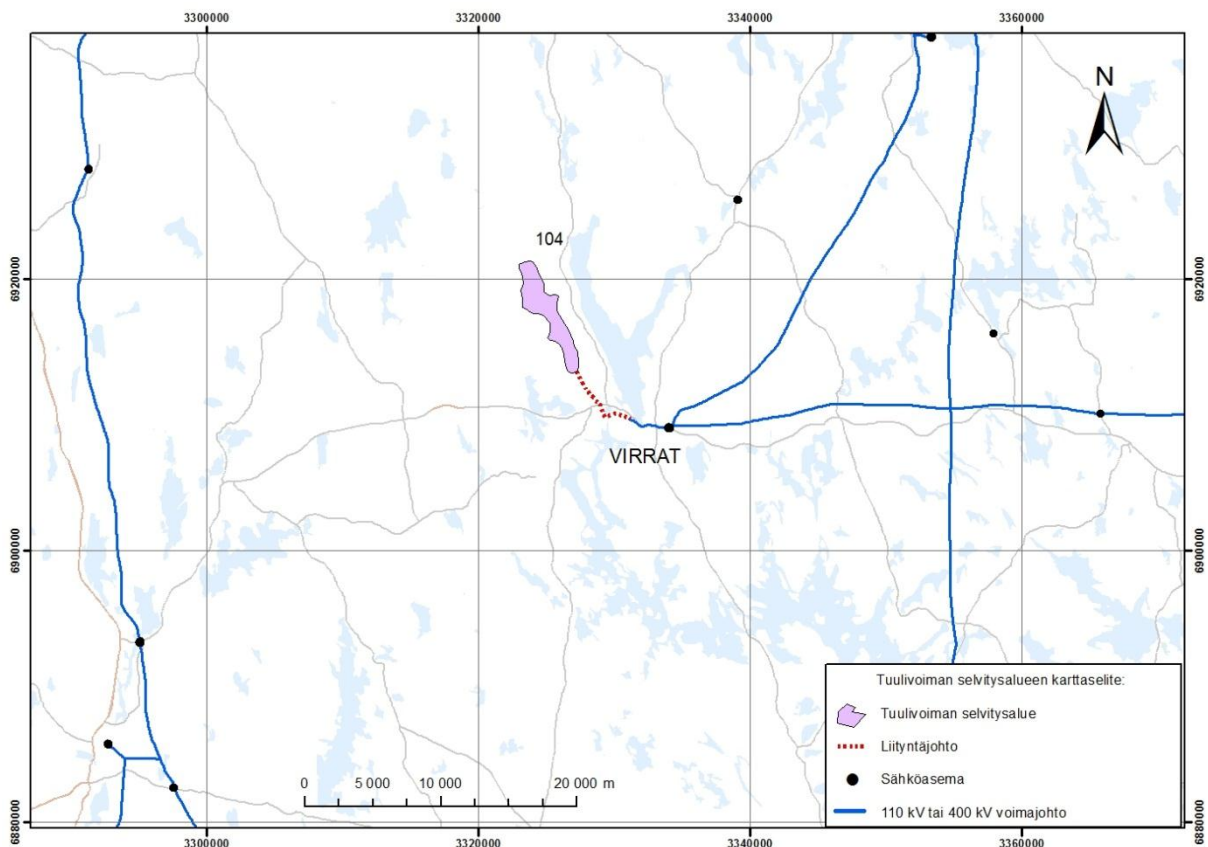 3300000 3320000 3340000 3360000
N
104
6920000 6920000
VIRRAT
6900000 6900000
Tuulivoiman selvitysalueen karttaselite:
Tuulivoiman selvitysalue
Liityntäjohto
Sähköasema
110 kV tai 400 kV voimajohto
0 5 000 10 000 20 000 m
6880000 6880000
3300000 3320000 3340000 3360000